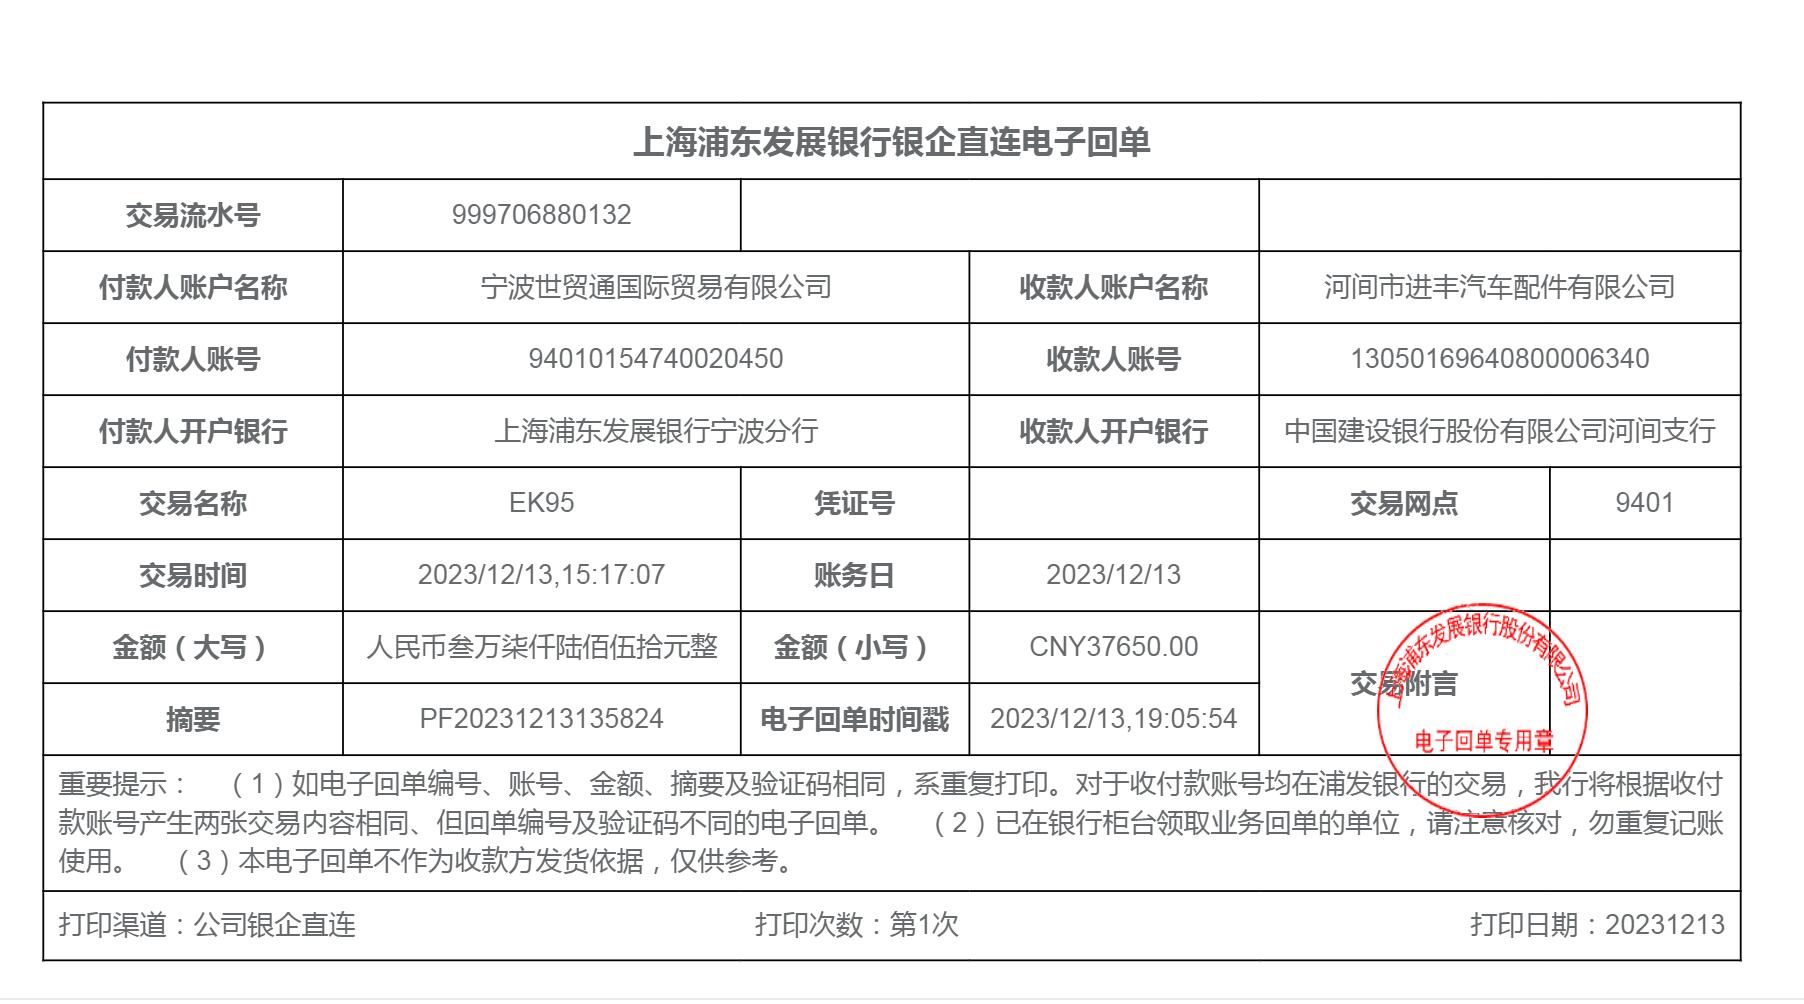 上海浦东发展银行银企直连电子回单
交易流水号 999706880132
付款人账户名称 宁波世贸通国际贸易有限公司 收款人账户名称 河间市进丰汽车配件有限公司
付款人账号 94010154740020450 收款人账号 13050169640800006340
付款人开户银行 上海浦东发展银行宁波分行 收款人开户银行 中国建设银行股份有限公司河间支行
交易名称 EK95 凭证号 交易网点 9401
交易时间 2023/12/13,15:17:07 账务日 2023/12/13
金额（大写） 人民币叁万柒仟陆佰伍拾元整 金额（小写） CNY37650.00
交易附言
上海浦东发展银行股份有限公司
电子回单专用章
摘要 PF20231213135824 电子回单时间戳 2023/12/13,19:05:54
重要提示： （1）如电子回单编号、账号、金额、摘要及验证码相同，系重复打印。对于收付款账号均在浦发银行的交易，我行将根据收付
款账号产生两张交易内容相同、但回单编号及验证码不同的电子回单。 （2）已在银行柜台领取业务回单的单位，请注意核对，勿重复记账
使用。 （3）本电子回单不作为收款方发货依据，仅供参考。
打印渠道：公司银企直连 打印次数：第1次 打印日期：20231213